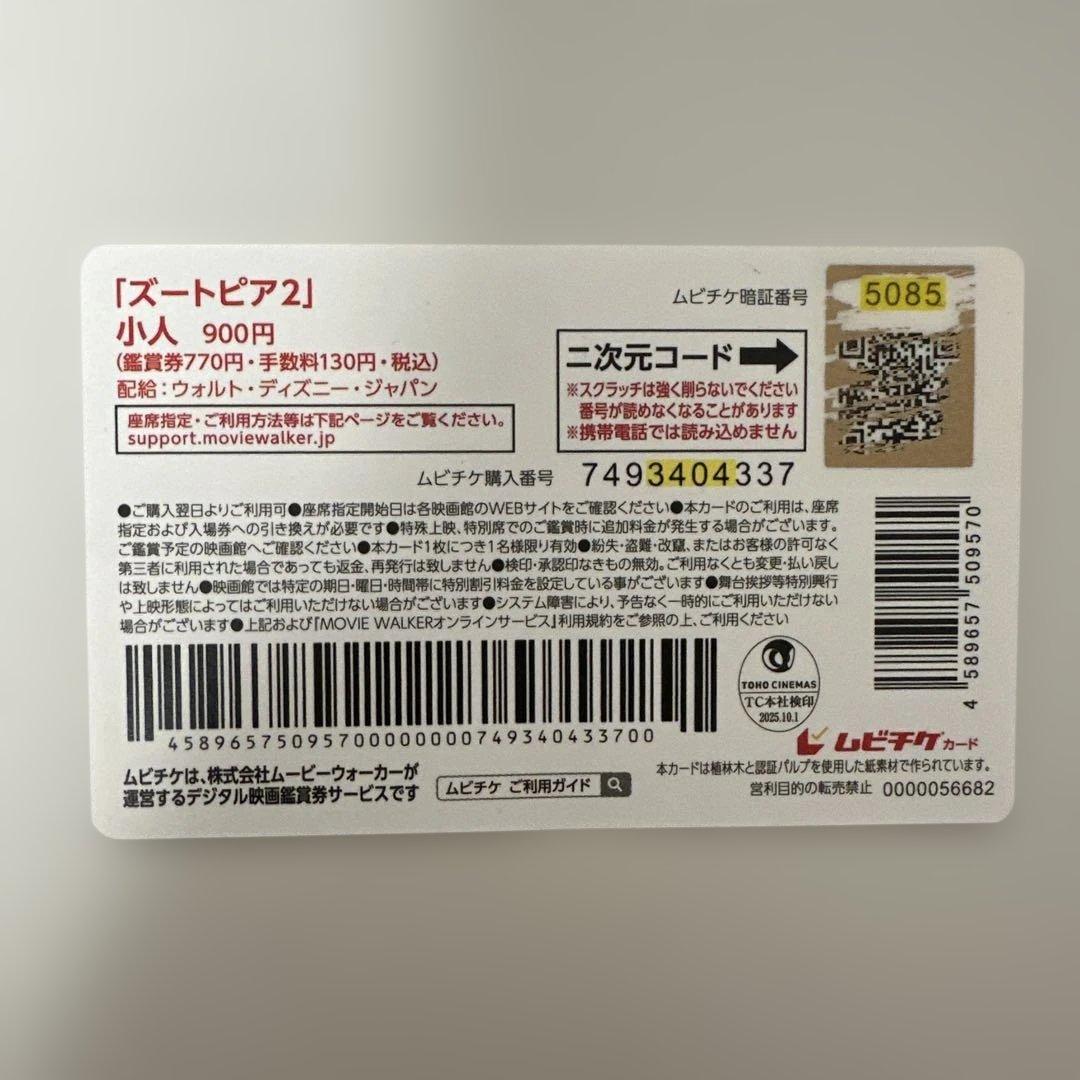 「ズートピア2」
小人 900円
(鑑賞券770円・手数料130円・税込)
配給:ウォルト・ディズニー・ジャパン
座席指定・ご利用方法等は下記ページをご覧ください。
support.moviewalker.jp
ムビチケ暗証番号
5085
二次元コード
※スクラッチは強く削らないでください
番号が読めなくなることがあります
※携帯電話では読み込めません
ムビチケ購入番号 7493404337
●ご購入翌日よりご利用可●座席指定開始日は各映画館のWEBサイトをご確認ください●本カードのご利用は、座席
指定および入場券への引き換えが必要です●特殊上映、特別席でのご鑑賞時に追加料金が発生する場合がございます。
ご鑑賞予定の映画館へご確認ください●本カード1枚につき1名様限り有効●紛失・盗難・改竄、またはお客様の許可なく
第三者に利用された場合であっても返金、再発行は致しません●検印・承認印なきもの無効。ご利用なくとも変更・払い戻し
は致しません●映画館では特定の期日・曜日・時間帯に特別割引料金を設定している事がございます●舞台挨拶等特別興行
や上映形態によってはご利用いただけない場合がございます●システム障害により、予告なく一時的にご利用いただけない
場合がございます●上記および『MOVIE WALKERオンラインサービス』利用規約をご参照の上、ご利用ください
4 589657 509570
458965750957000000000749340433700
TOHO CINEMAS
TC本社検印
2025.10.1
ムビチケカード
ムビチケは、株式会社ムービーウォーカーが
運営するデジタル映画鑑賞券サービスです
ムビチケ ご利用ガイド
本カードは植林木と認証パルプを使用した紙素材で作られています。
営利目的の転売禁止 0000056682